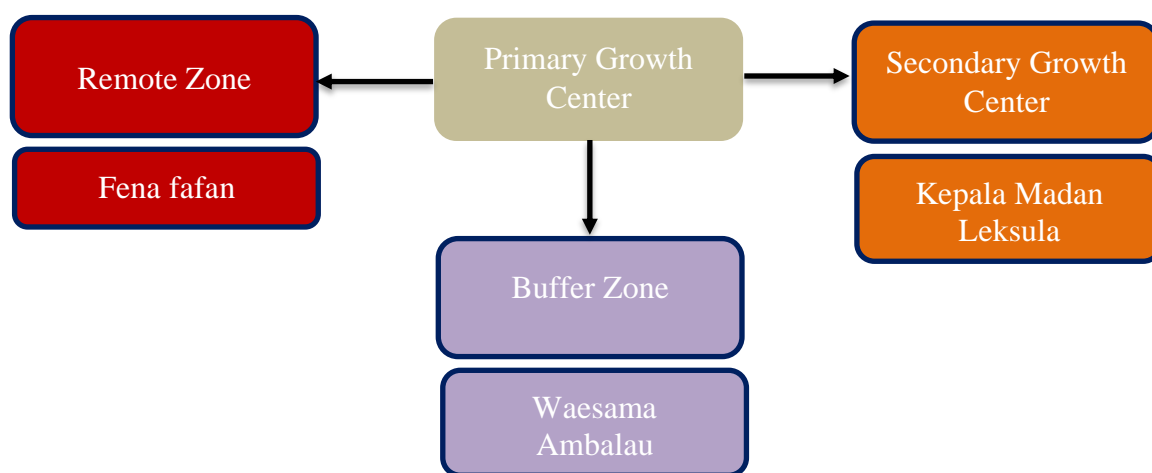 Remote Zone
Fena fafan
Primary Growth
Center
Buffer Zone
Waesama
Ambalau
Secondary Growth
Center
Kepala Madan
Leksula